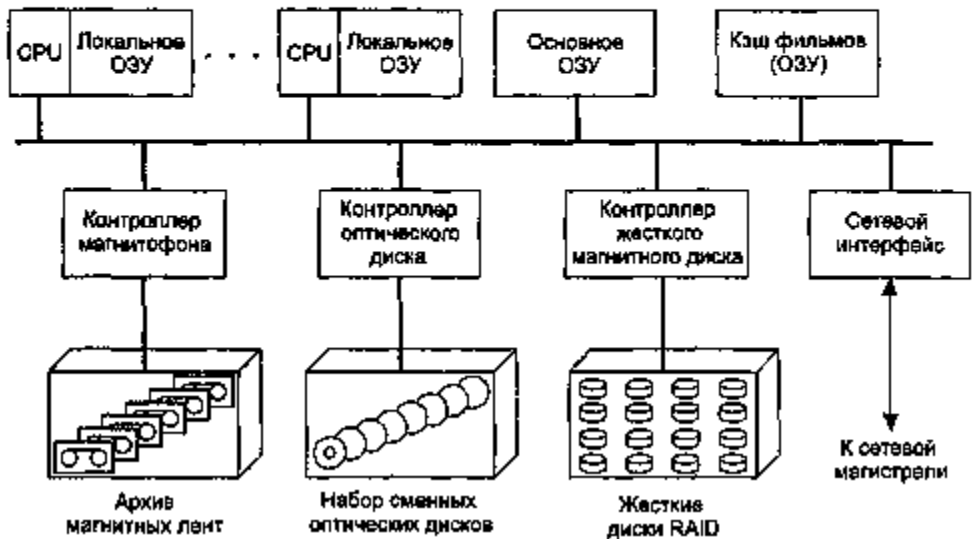 CPU
Локальное
ОЗУ
. . .
CPU
Локальное
ОЗУ
Основное
ОЗУ
Кэш фильмов
(ОЗУ)
Контроллер
магнитофона
Контроллер
оптического
диска
Контроллер
жесткого
магнитного диска
Сетевой
интерфейс
Архив
магнитных лент
Набор сменных
оптических дисков
Жесткие
диски RAID
К сетевой
магистрали